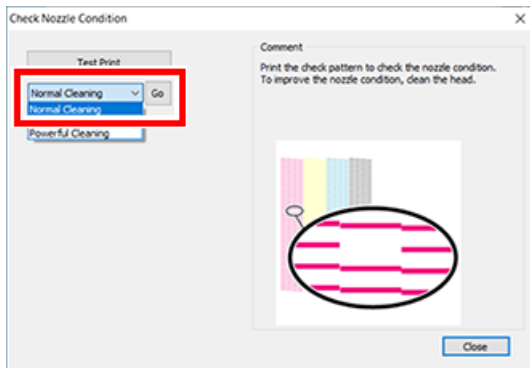 Check Nozzle Condition
Test Print
Normal Cleaning
Go
Normal Cleaning
Powerful Cleaning
Comment
Print the check pattern to check the nozzle condition.
To improve the nozzle condition, clean the head.
Close